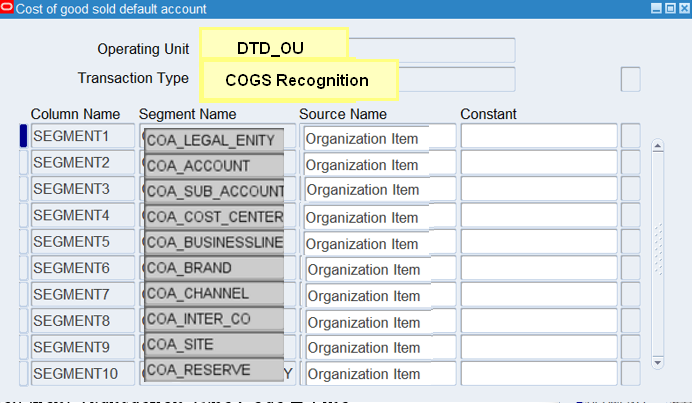 Cost of good sold default account
Operating Unit DTD_OU
Transaction Type COGS Recognition
Column Name Segment Name Source Name Constant
SEGMENT1 COA_LEGAL_ENITY Organization Item
SEGMENT2 COA_ACCOUNT Organization Item
SEGMENT3 COA_SUB_ACCOUNT Organization Item
SEGMENT4 COA_COST_CENTER Organization Item
SEGMENT5 COA_BUSINESSLINE Organization Item
SEGMENT6 COA_BRAND Organization Item
SEGMENT7 COA_CHANNEL Organization Item
SEGMENT8 COA_INTER_CO Organization Item
SEGMENT9 COA_SITE Organization Item
SEGMENT10 COA_RESERVE Y Organization Item